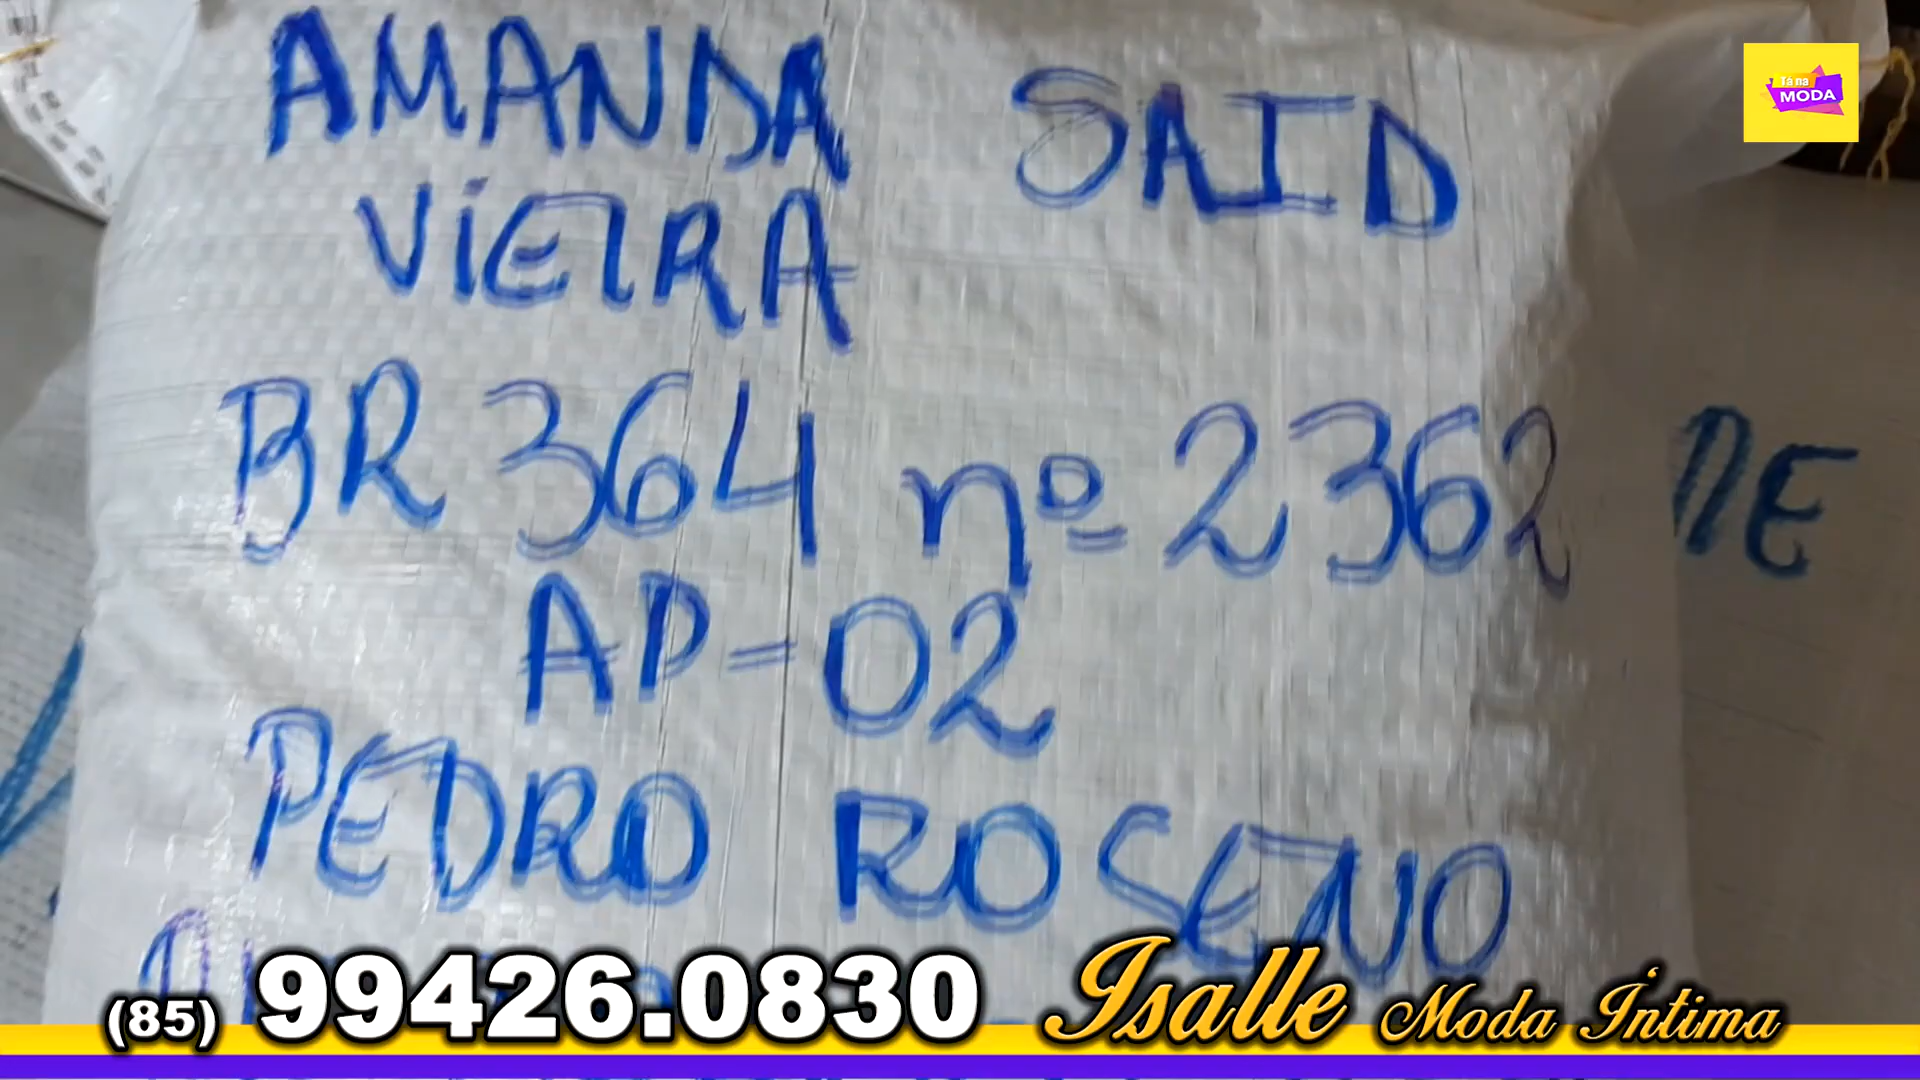 AMANDA SAID
VIEIRA
BR 364 nº 2362
AP-02
PEDRO ROSENO
DE
Tá na
MODA
(85) 99426.0830 Isalle Moda Íntima